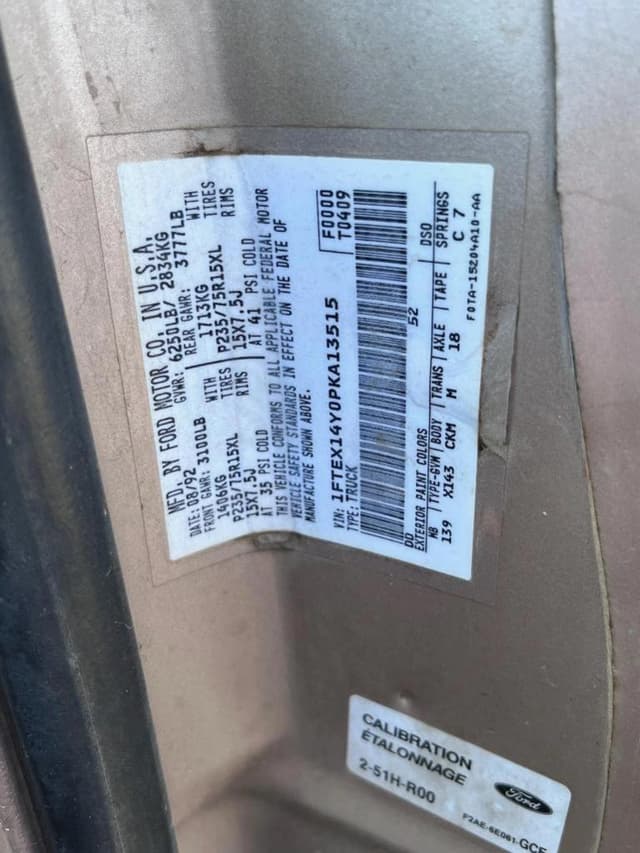 MFD. BY FORD MOTOR CO. IN U.S.A.
DATE: 08/92 GVWR: 6250LB/ 2834KG
FRONT GAWR: 3100LB REAR GAWR: 3777LB
1406KG WITH 1713KG WITH
P235/75R15XL TIRES P235/75R15XL TIRES
15X7.5J RIMS 15X7.5J RIMS
AT 35 PSI COLD AT 41 PSI COLD
THIS VEHICLE CONFORMS TO ALL APPLICABLE FEDERAL MOTOR
VEHICLE SAFETY STANDARDS IN EFFECT ON THE DATE OF
MANUFACTURE SHOWN ABOVE.
VIN: 1FTEX14Y0PKA13515 F0000
TYPE: TRUCK T0409
DD 52
EXTERIOR PAINT COLORS DSO
WB | TYPE-GVW | BODY | TRANS | AXLE | TAPE | SPRINGS
139 X143 CKM M 18 C 7
F0TA-15204A10-AA
CALIBRATION
ÉTALONNAGE
2-51H-R00
Ford
F2AE-6E061-GCF